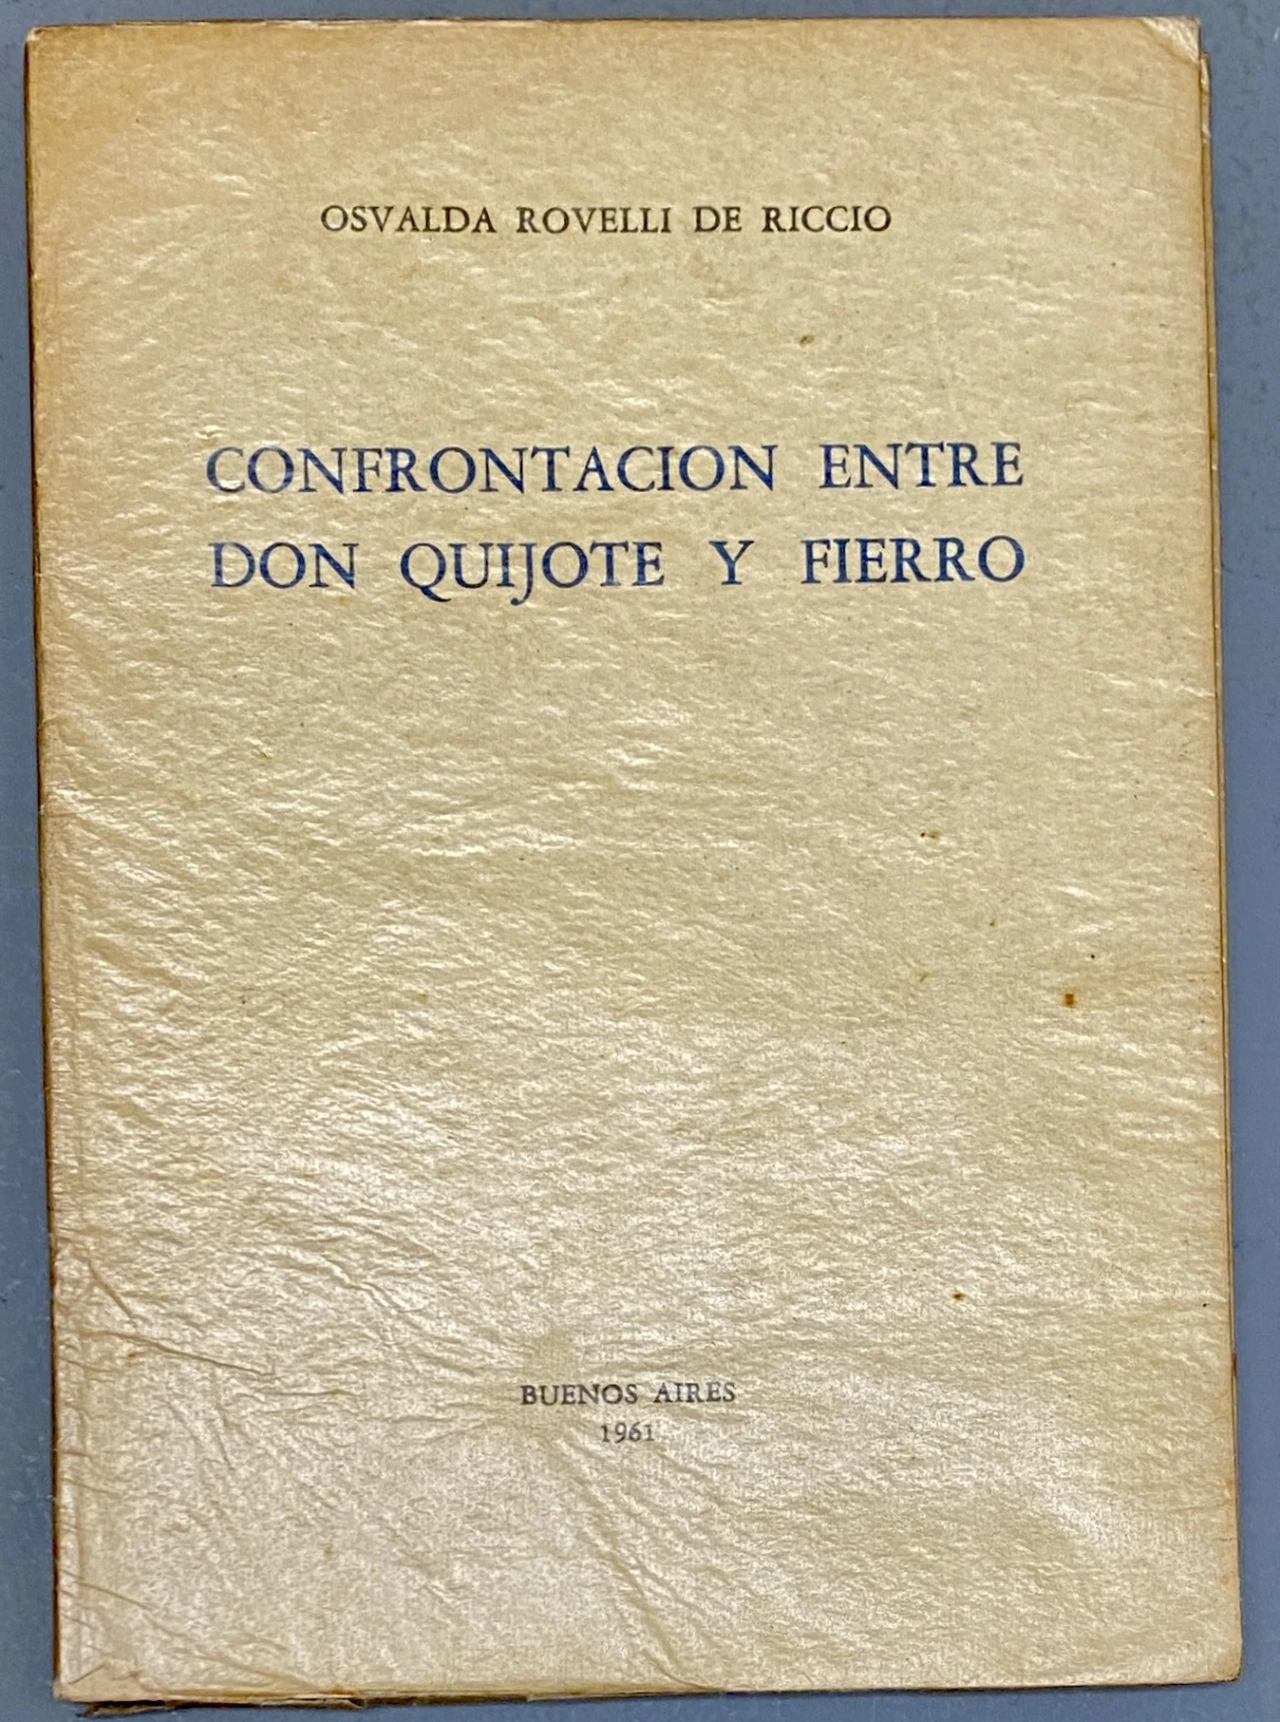 OSVALDA ROVELLI DE RICCIO
CONFRONTACION ENTRE
DON QUIJOTE Y FIERRO
BUENOS AIRES
1961